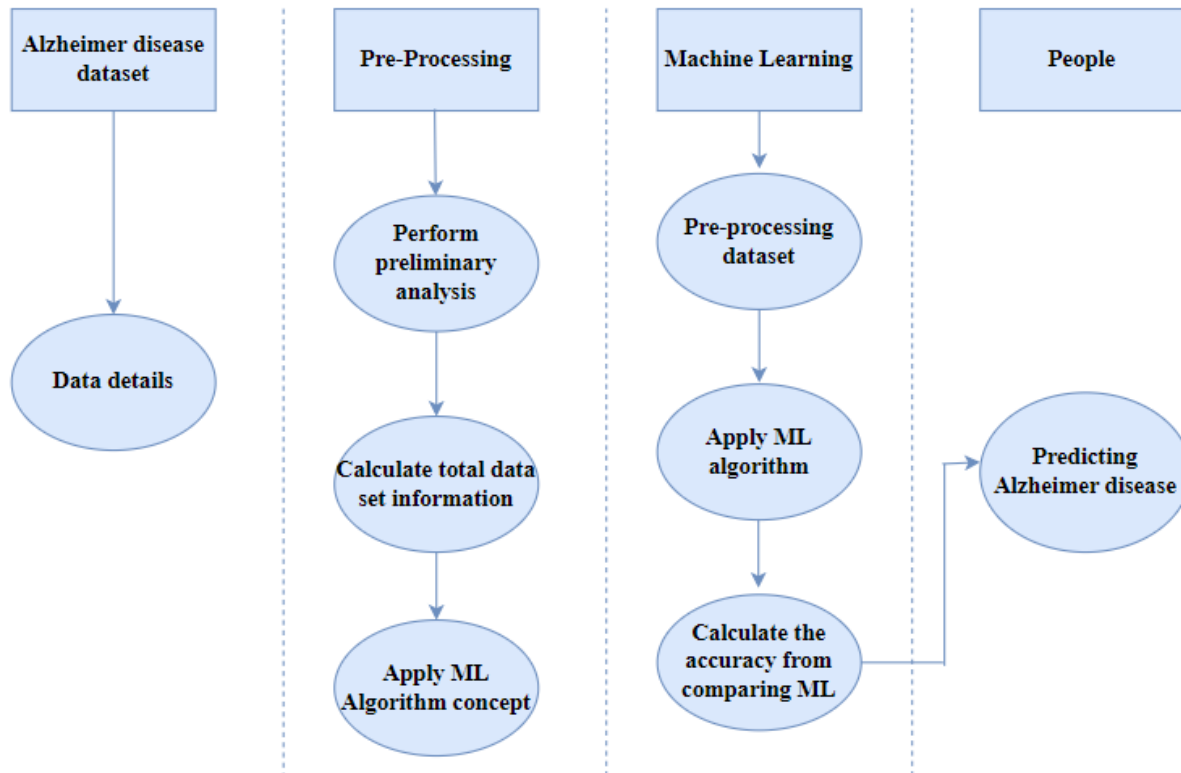 Alzheimer disease
dataset
Data details
Pre-Processing
Perform
preliminary
analysis
Calculate total data
set information
Apply ML
Algorithm concept
Machine Learning
Pre-processing
dataset
Apply ML
algorithm
Calculate the
accuracy from
comparing ML
People
Predicting
Alzheimer disease